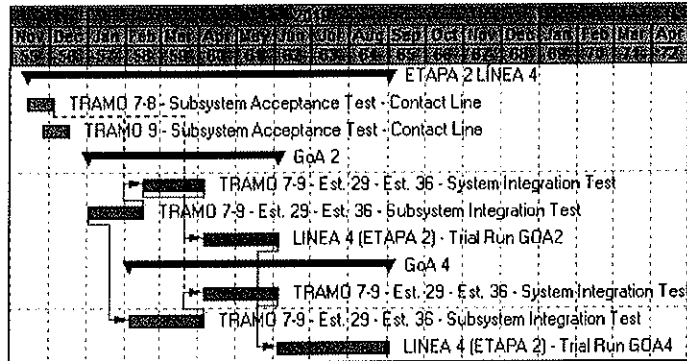 2019
Nov Dec Jan Feb Mar Apr May Jun Jul Aug Sep Oct Nov Dec Jan Feb Mar Apr
ETAPA 2 LÍNEA 4
TRAMO 7-8 - Subsystem Acceptance Test - Contact Line
TRAMO 9 - Subsystem Acceptance Test - Contact Line
GoA 2
TRAMO 7-9 - Est. 29 - Est. 36 - System Integration Test
TRAMO 7-9 - Est. 29 - Est. 36 - Subsystem Integration Test
LINEA 4 (ETAPA 2) - Trial Run GOA2
GoA 4
TRAMO 7-9 - Est. 29 - Est. 36 - System Integration Test
TRAMO 7-9 - Est. 29 - Est. 36 - Subsystem Integration Test
LINEA 4 (ETAPA 2) - Trial Run GOA4